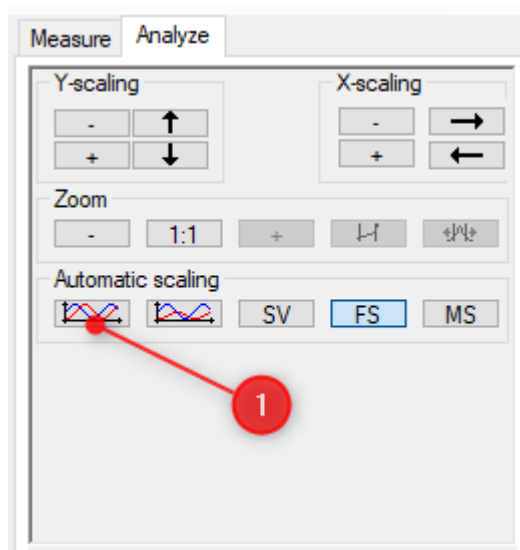 Measure Analyze
Y-scaling X-scaling
- ↑ - →
+ ↓ + ←
Zoom
- 1:1 +
Automatic scaling
SV FS MS
1